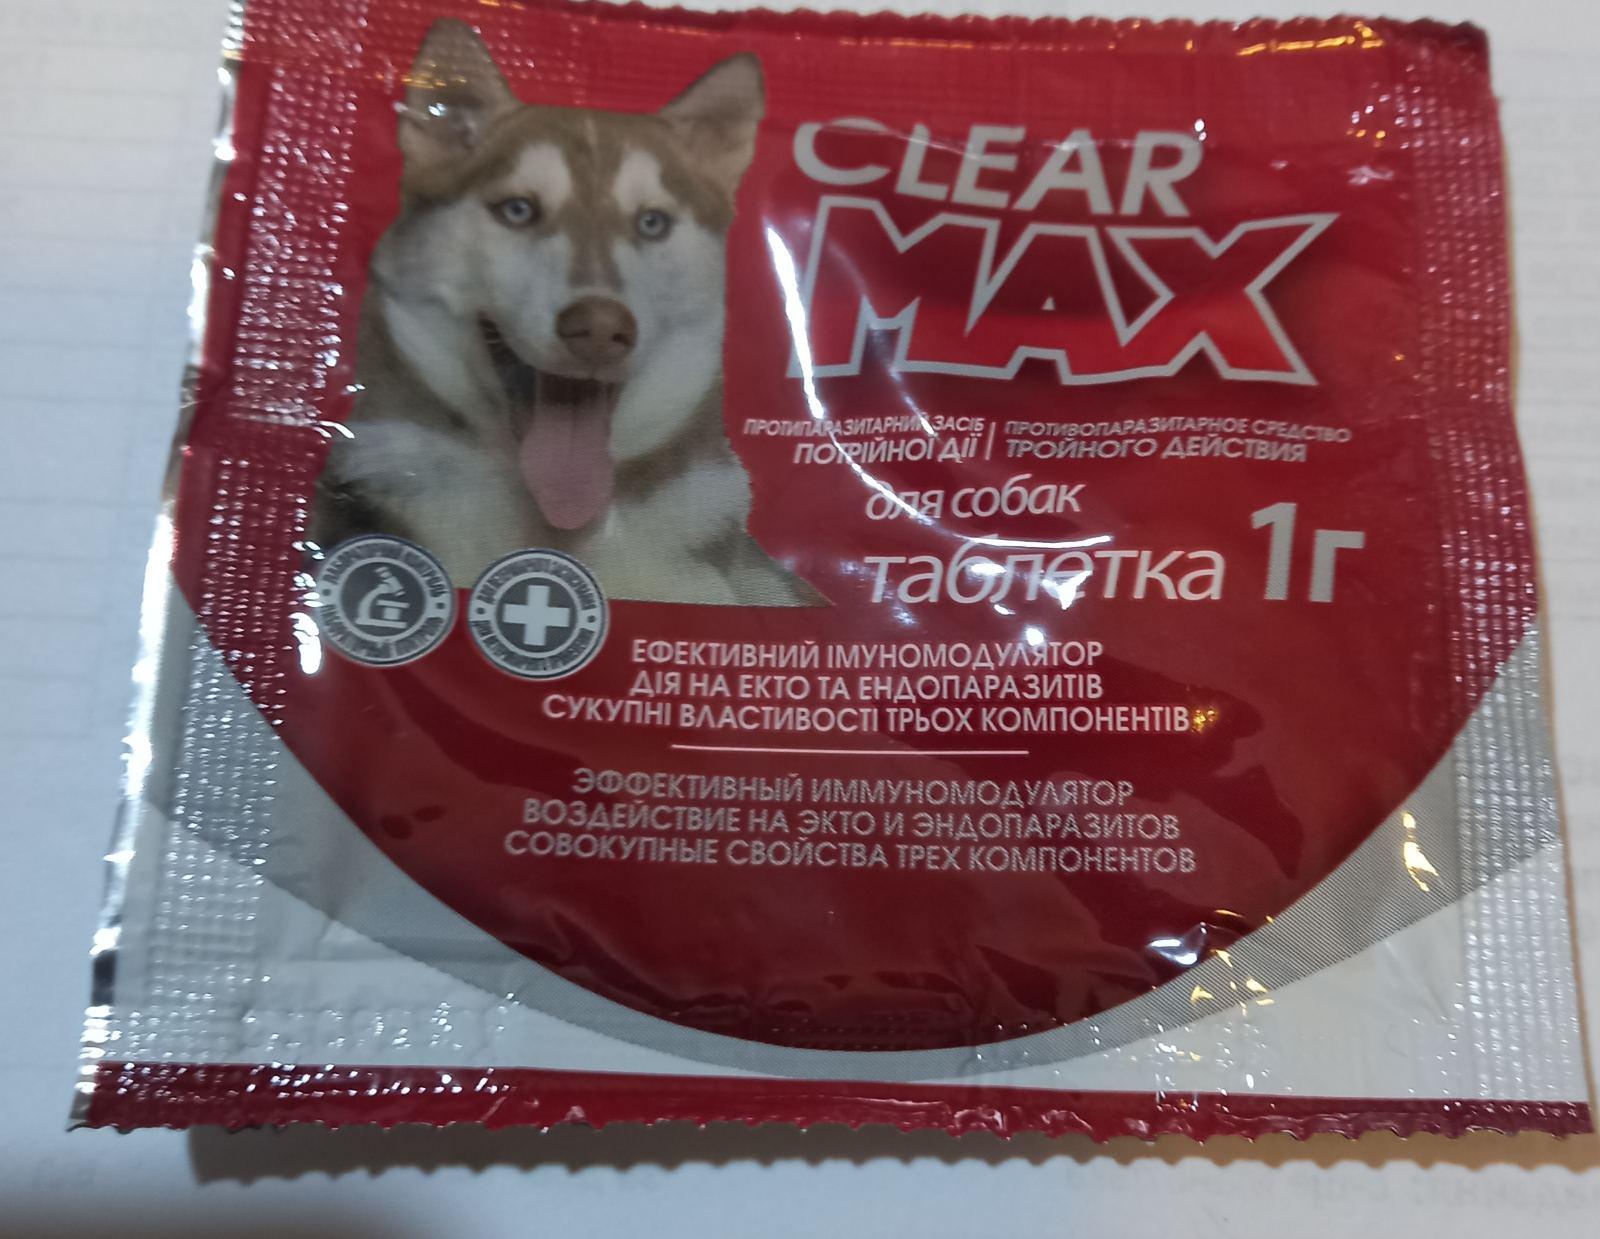 CLEAR
MAX
ПРОТИПАРАЗИТАРНИЙ ЗАСІБ
ПОТРІЙНОЇ ДІЇ
ПРОТИВОПАРАЗИТАРНОЕ СРЕДСТВО
ТРОЙНОГО ДЕЙСТВИЯ
для собак
таблетка 1г
ЕФЕКТИВНИЙ ІМУНОМОДУЛЯТОР
ДІЯ НА ЕКТО ТА ЕНДОПАРАЗИТІВ
СУКУПНІ ВЛАСТИВОСТІ ТРЬОХ КОМПОНЕНТІВ
ЭФФЕКТИВНЫЙ ИММУНОМОДУЛЯТОР
ВОЗДЕЙСТВИЕ НА ЭКТО И ЭНДОПАРАЗИТОВ
СОВОКУПНЫЕ СВОЙСТВА ТРЕХ КОМПОНЕНТОВ